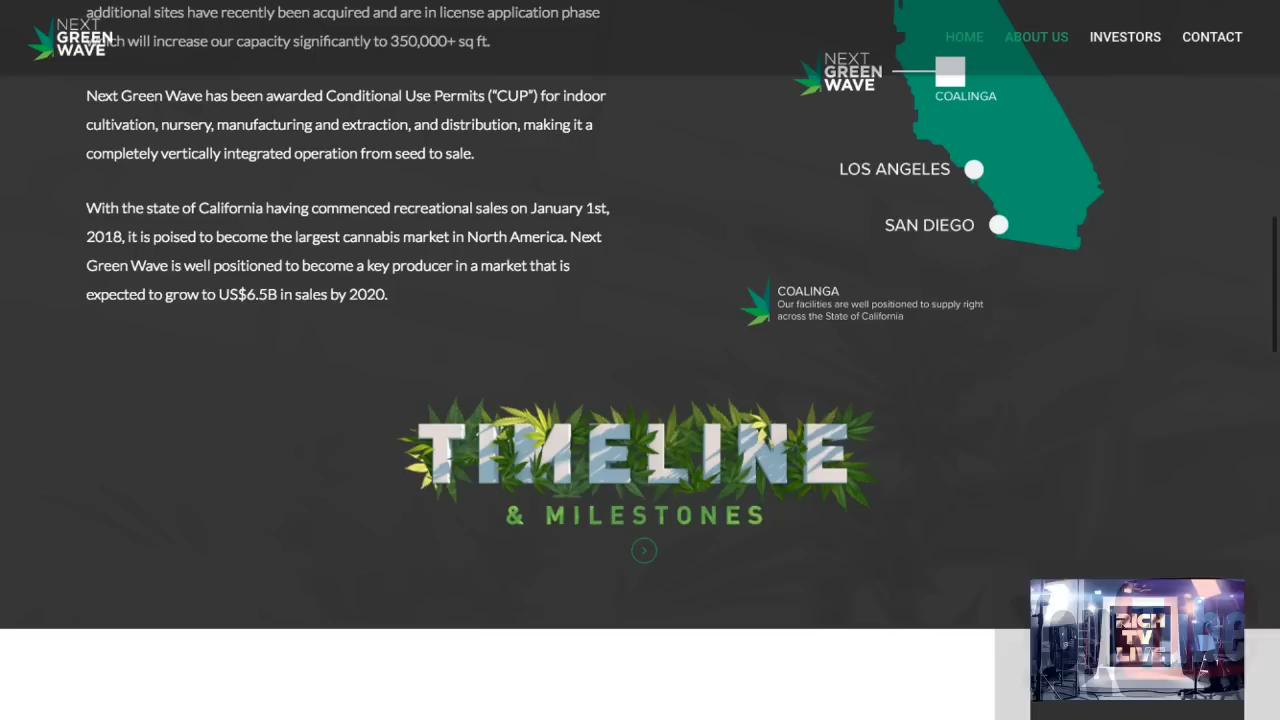 additional sites have recently been acquired and are in license application phase
which will increase our capacity significantly to 350,000+ sq ft.
NEXT
GREEN
WAVE
HOME ABOUT US INVESTORS CONTACT
NEXT
GREEN
WAVE
COALINGA
Next Green Wave has been awarded Conditional Use Permits ("CUP") for indoor
cultivation, nursery, manufacturing and extraction, and distribution, making it a
completely vertically integrated operation from seed to sale.
LOS ANGELES
SAN DIEGO
With the state of California having commenced recreational sales on January 1st,
2018, it is poised to become the largest cannabis market in North America. Next
Green Wave is well positioned to become a key producer in a market that is
expected to grow to US$6.5B in sales by 2020.
COALINGA
Our facilities are well positioned to supply right
across the State of California
TIMELINE
& MILESTONES
RICH
TV
LIVE